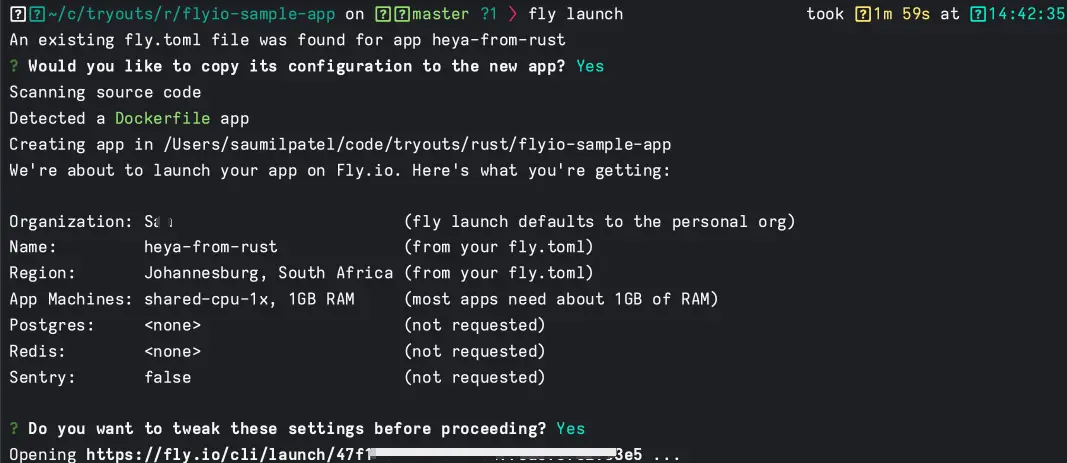 ~/c/tryouts/r/flyio-sample-app on master ?1 ❯ fly launch took 1m 59s at 14:42:35
An existing fly.toml file was found for app heya-from-rust
? Would you like to copy its configuration to the new app? Yes
Scanning source code
Detected a Dockerfile app
Creating app in /Users/saumilpatel/code/tryouts/rust/flyio-sample-app
We're about to launch your app on Fly.io. Here's what you're getting:
Organization: (fly launch defaults to the personal org)
Name: heya-from-rust (from your fly.toml)
Region: Johannesburg, South Africa (from your fly.toml)
App Machines: shared-cpu-1x, 1GB RAM (most apps need about 1GB of RAM)
Postgres: <none> (not requested)
Redis: <none> (not requested)
Sentry: false (not requested)
? Do you want to tweak these settings before proceeding? Yes
Opening https://fly.io/cli/launch/47f1 3e5 ...